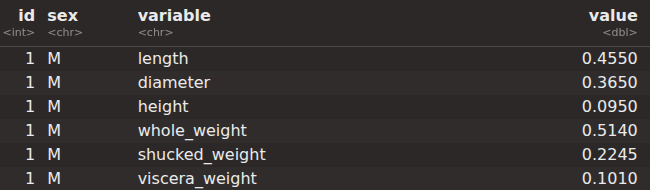 id sex variable value
<int> <chr> <chr> <dbl>
1 M length 0.4550
1 M diameter 0.3650
1 M height 0.0950
1 M whole_weight 0.5140
1 M shucked_weight 0.2245
1 M viscera_weight 0.1010